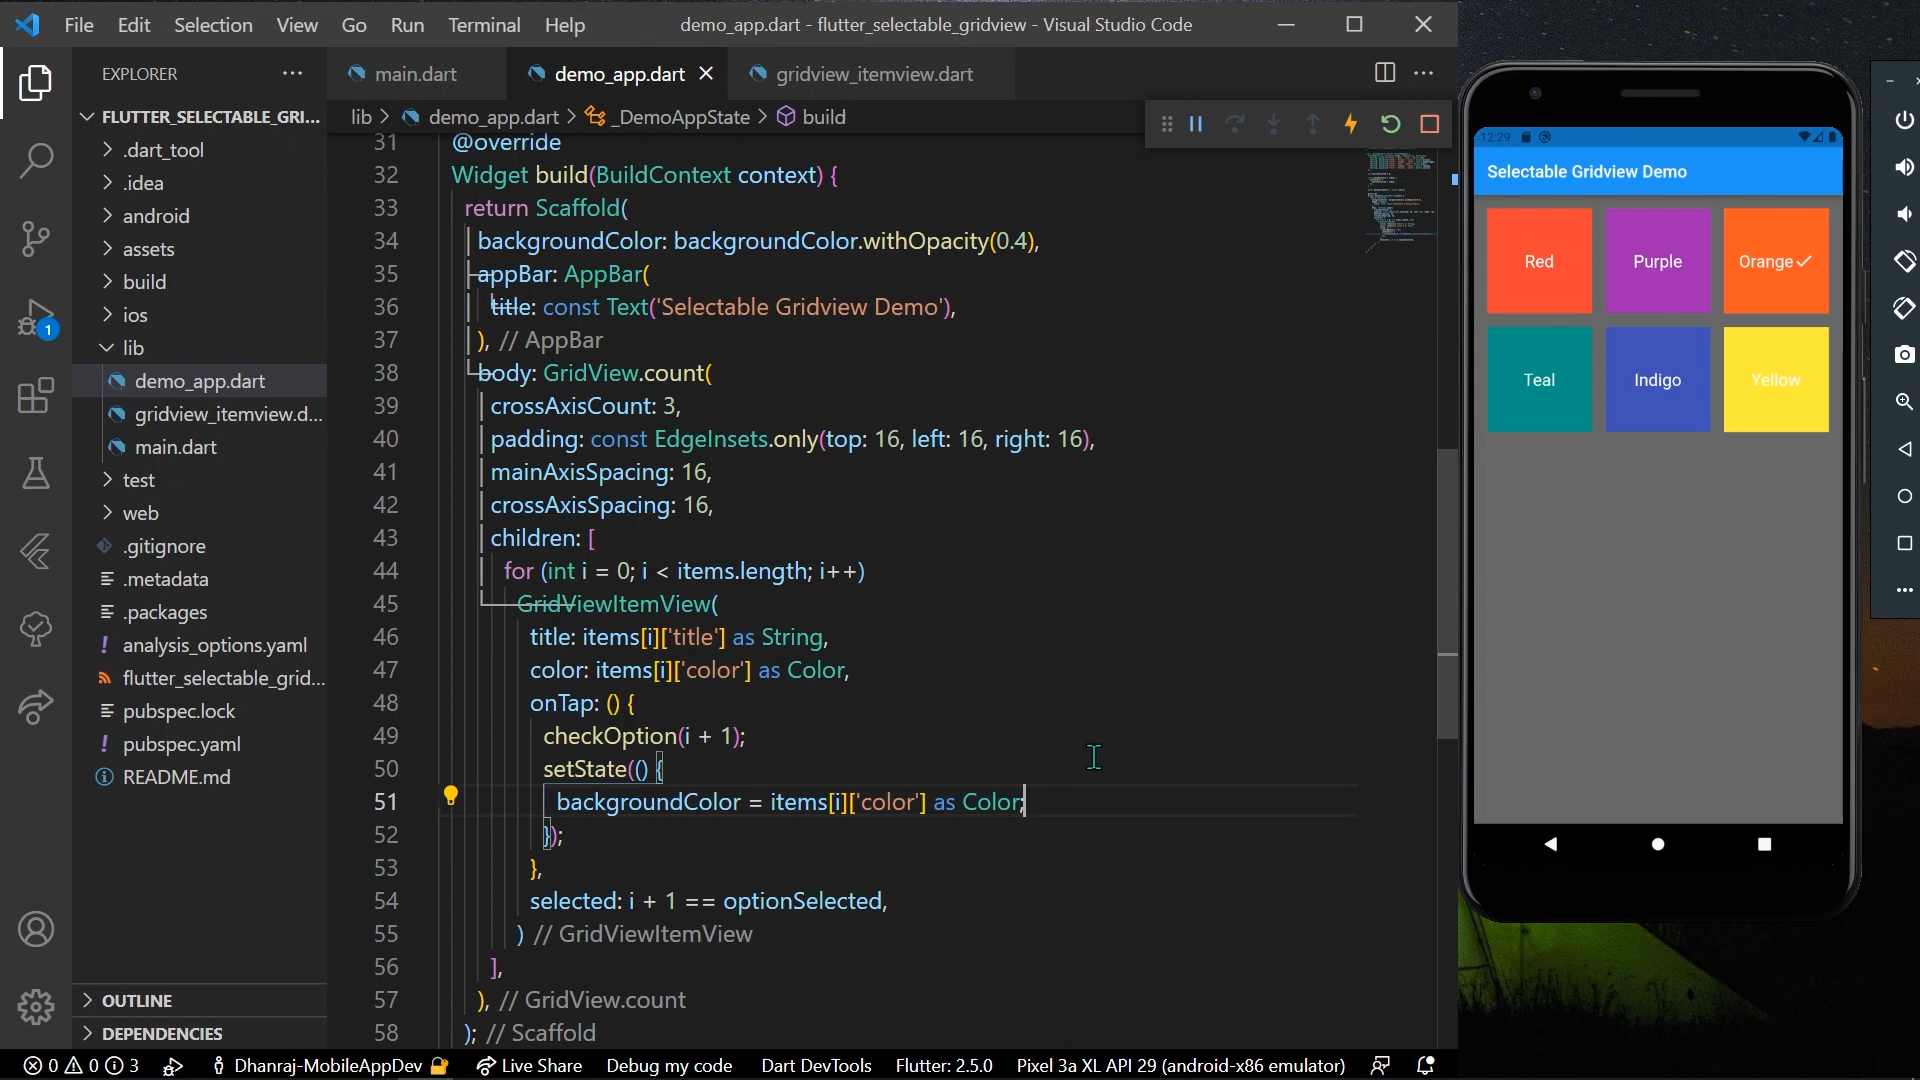 File Edit Selection View Go Run Terminal Help demo_app.dart - flutter_selectable_gridview - Visual Studio Code
EXPLORER
main.dart demo_app.dart gridview_itemview.dart
FLUTTER_SELECTABLE_GRI...
lib > demo_app.dart > _DemoAppState > build
.dart_tool
.idea
android
assets
build
ios
lib
demo_app.dart
gridview_itemview.d...
main.dart
test
web
.gitignore
.metadata
.packages
analysis_options.yaml
flutter_selectable_grid...
pubspec.lock
pubspec.yaml
README.md
OUTLINE
DEPENDENCIES
1
31 @override
32 Widget build(BuildContext context) {
33 return Scaffold(
34 backgroundColor: backgroundColor.withOpacity(0.4),
35 appBar: AppBar(
36 title: const Text('Selectable Gridview Demo'),
37 ), // AppBar
38 body: GridView.count(
39 crossAxisCount: 3,
40 padding: const EdgeInsets.only(top: 16, left: 16, right: 16),
41 mainAxisSpacing: 16,
42 crossAxisSpacing: 16,
43 children: [
44 for (int i = 0; i < items.length; i++)
45 GridViewItemView(
46 title: items[i]['title'] as String,
47 color: items[i]['color'] as Color,
48 onTap: () {
49 checkOption(i + 1);
50 setState(() {
51 backgroundColor = items[i]['color'] as Color;
52 });
53 },
54 selected: i + 1 == optionSelected,
55 ) // GridViewItemView
56 ],
57 ), // GridView.count
58 ); // Scaffold
12:29
Selectable Gridview Demo
Red Purple Orange
Teal Indigo Yellow
0 0 3 Dhanraj-MobileAppDev Live Share Debug my code Dart DevTools Flutter: 2.5.0 Pixel 3a XL API 29 (android-x86 emulator)